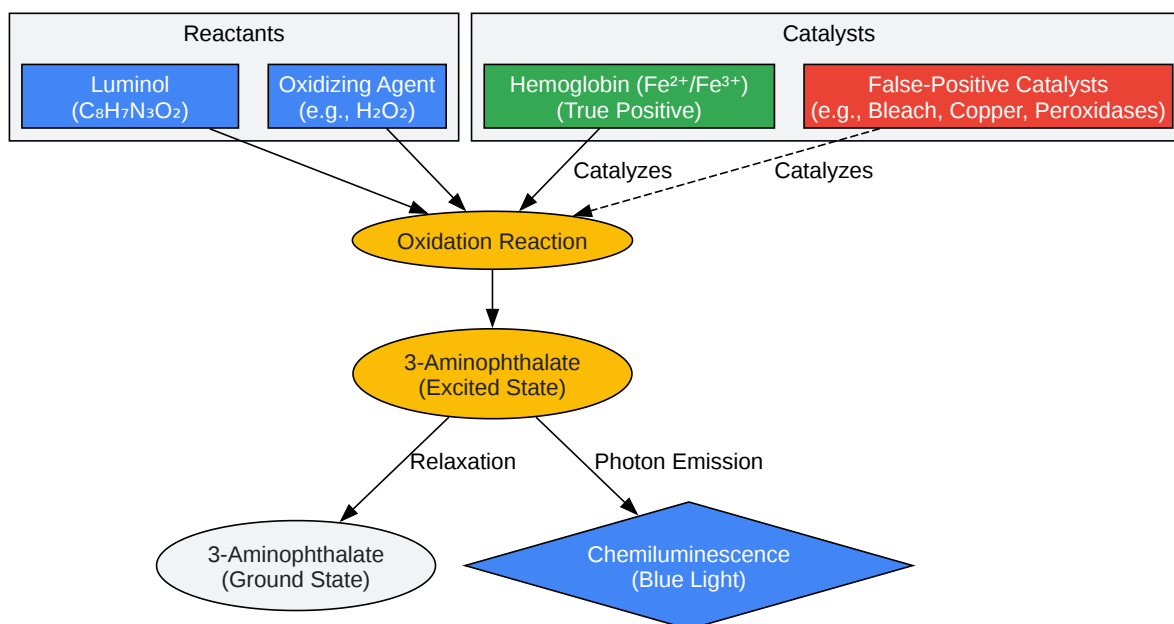 Reactants
Catalysts
Luminol
(C₈H₇N₃O₂)
Oxidizing Agent
(e.g., H₂O₂)
Hemoglobin (Fe²⁺/Fe³⁺)
(True Positive)
False-Positive Catalysts
(e.g., Bleach, Copper, Peroxidases)
Catalyzes
Catalyzes
Oxidation Reaction
3-Aminophthalate
(Excited State)
Relaxation
Photon Emission
3-Aminophthalate
(Ground State)
Chemiluminescence
(Blue Light)